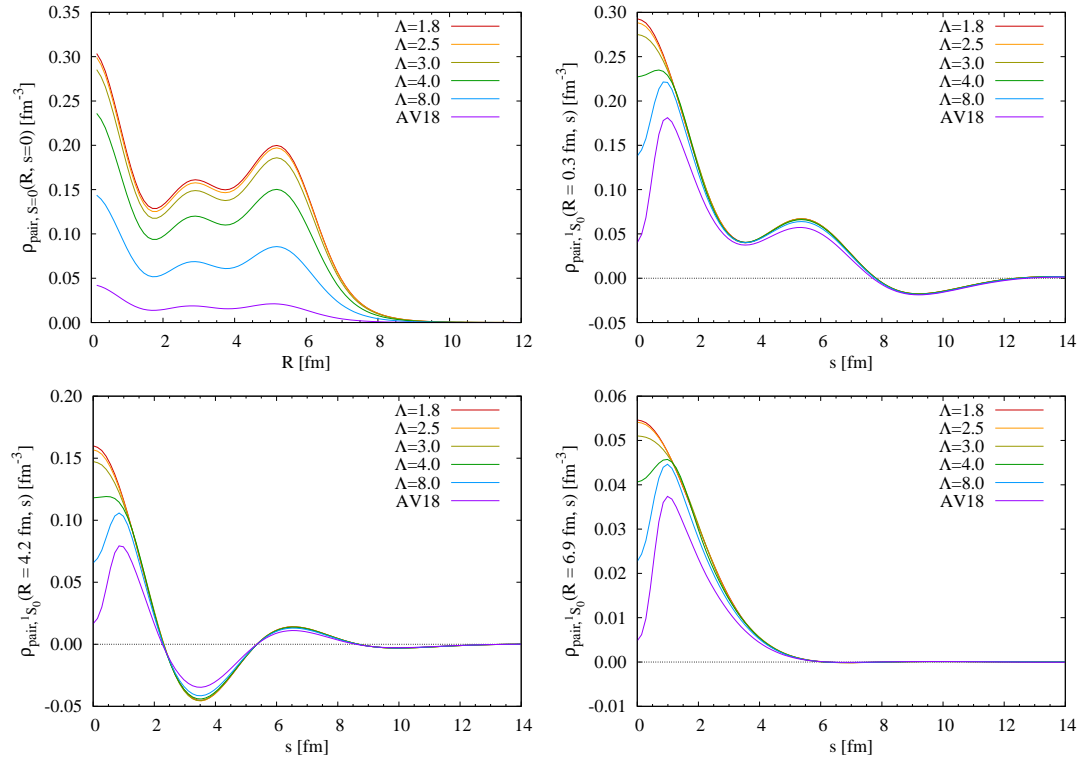 ρpair, s=0(R, s=0) [fm-3]
0.30
0.25
0.20
0.15
0.10
0.05
0.00
0 2 4 6 8 10 12
R [fm]
Λ=1.8
Λ=2.5
Λ=3.0
Λ=4.0
Λ=8.0
AV18
ρpair, 1s0(R = 0.3 fm, s) [fm-3]
0.30
0.25
0.20
0.15
0.10
0.05
0.00
-0.05
0 2 4 6 8 10 12 14
s [fm]
Λ=1.8
Λ=2.5
Λ=3.0
Λ=4.0
Λ=8.0
AV18
ρpair, 1s0(R = 4.2 fm, s) [fm-3]
0.20
0.15
0.10
0.05
0.00
-0.05
0 2 4 6 8 10 12 14
s [fm]
Λ=1.8
Λ=2.5
Λ=3.0
Λ=4.0
Λ=8.0
AV18
ρpair, 1s0(R = 6.9 fm, s) [fm-3]
0.06
0.05
0.04
0.03
0.02
0.01
0.00
-0.01
0 2 4 6 8 10 12 14
s [fm]
Λ=1.8
Λ=2.5
Λ=3.0
Λ=4.0
Λ=8.0
AV18